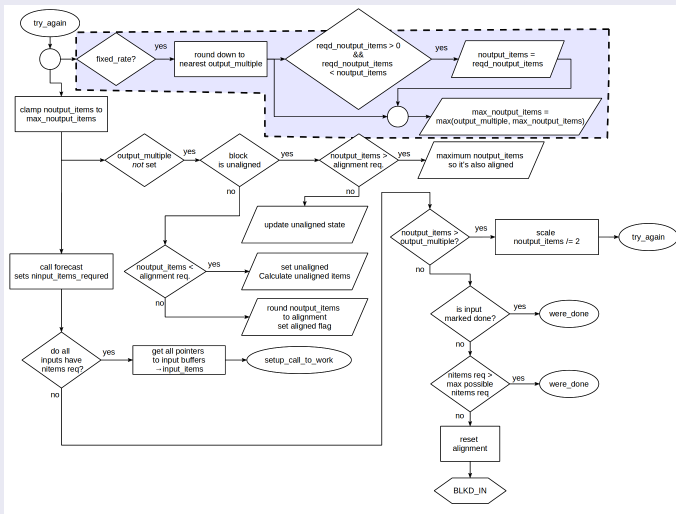 try_again
fixed_rate?
yes
round down to
nearest output_multiple
reqd_noutput_items > 0
&&
reqd_noutput_items
< noutput_items
yes
noutput_items =
reqd_noutput_items
max_noutput_items =
max(output_multiple, max_noutput_items)
clamp noutput_items to
max_noutput_items
output_multiple
not set
yes
block
is unaligned
yes
noutput_items >
alignment req.
yes
maximum noutput_items
so it's also aligned
no
no
update unaligned state
noutput_items >
output_multiple?
yes
scale
noutput_items /= 2
try_again
no
call forecast
sets ninput_items_requred
noutput_items <
alignment req.
yes
set unaligned
Calculate unaligned items
no
round noutput_items
to alignment
set aligned flag
is input
marked done?
yes
were_done
no
do all
inputs have
nitems req?
yes
get all pointers
to input buffers
→input_items
setup_call_to_work
no
nitems req >
max possible
nitems req
yes
were_done
no
reset
alignment
BLKD_IN